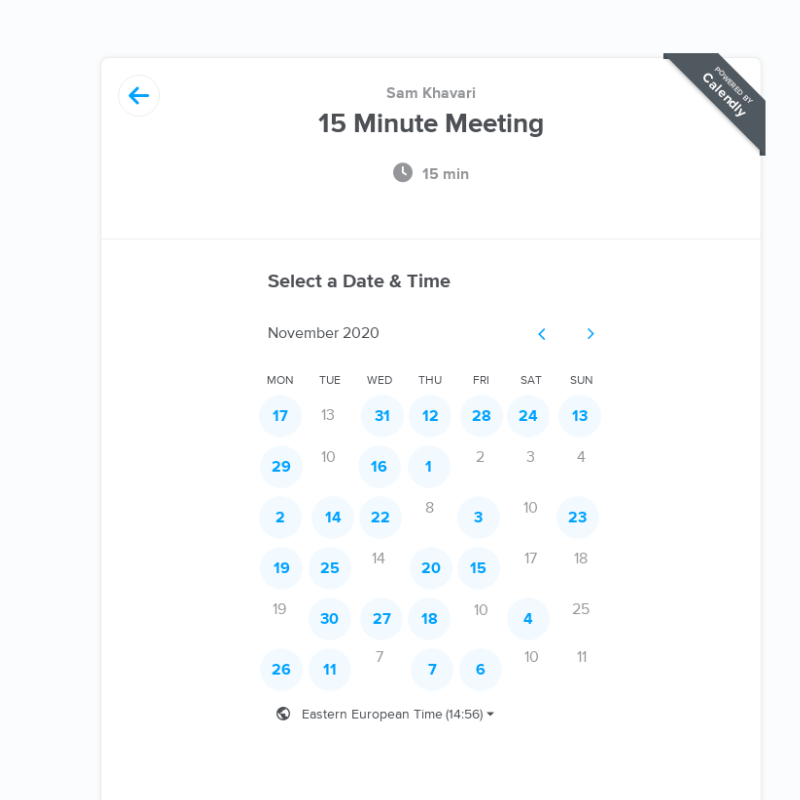 Sam Khavari
POWERED BY
Calendly
15 Minute Meeting
15 min
Select a Date & Time
November 2020
MON TUE WED THU FRI SAT SUN
17 13 31 12 28 24 13
29 10 16 1 2 3 4
2 14 22 8 3 10 23
19 25 14 20 15 17 18
19 30 27 18 10 4 25
26 11 7 7 6 10 11
Eastern European Time (14:56)